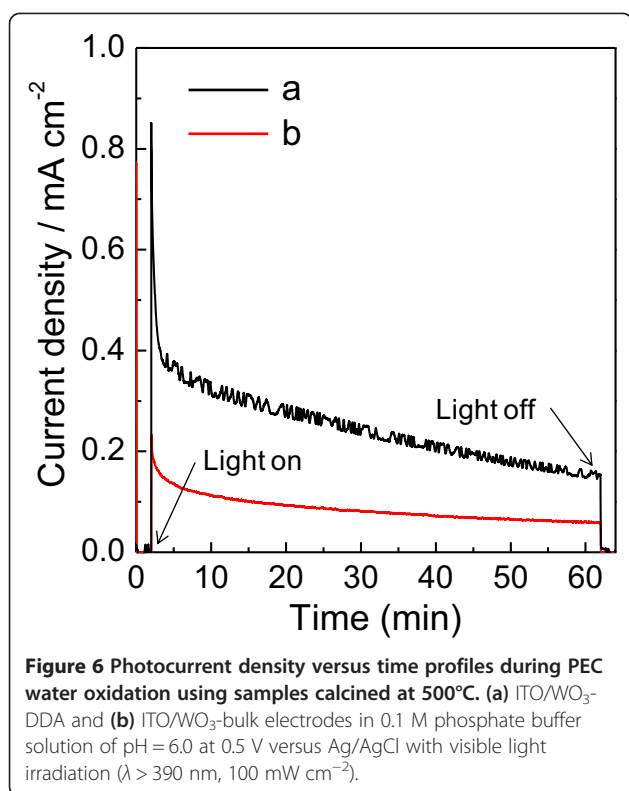 1.0
a
b
0.8
0.6
0.4
0.2
0.0
Current density / mA cm⁻²
Light on
Light off
0 10 20 30 40 50 60
Time (min)
Figure 6 Photocurrent density versus time profiles during PEC
water oxidation using samples calcined at 500°C. (a) ITO/WO₃-
DDA and (b) ITO/WO₃-bulk electrodes in 0.1 M phosphate buffer
solution of pH = 6.0 at 0.5 V versus Ag/AgCl with visible light
irradiation (λ > 390 nm, 100 mW cm⁻²).